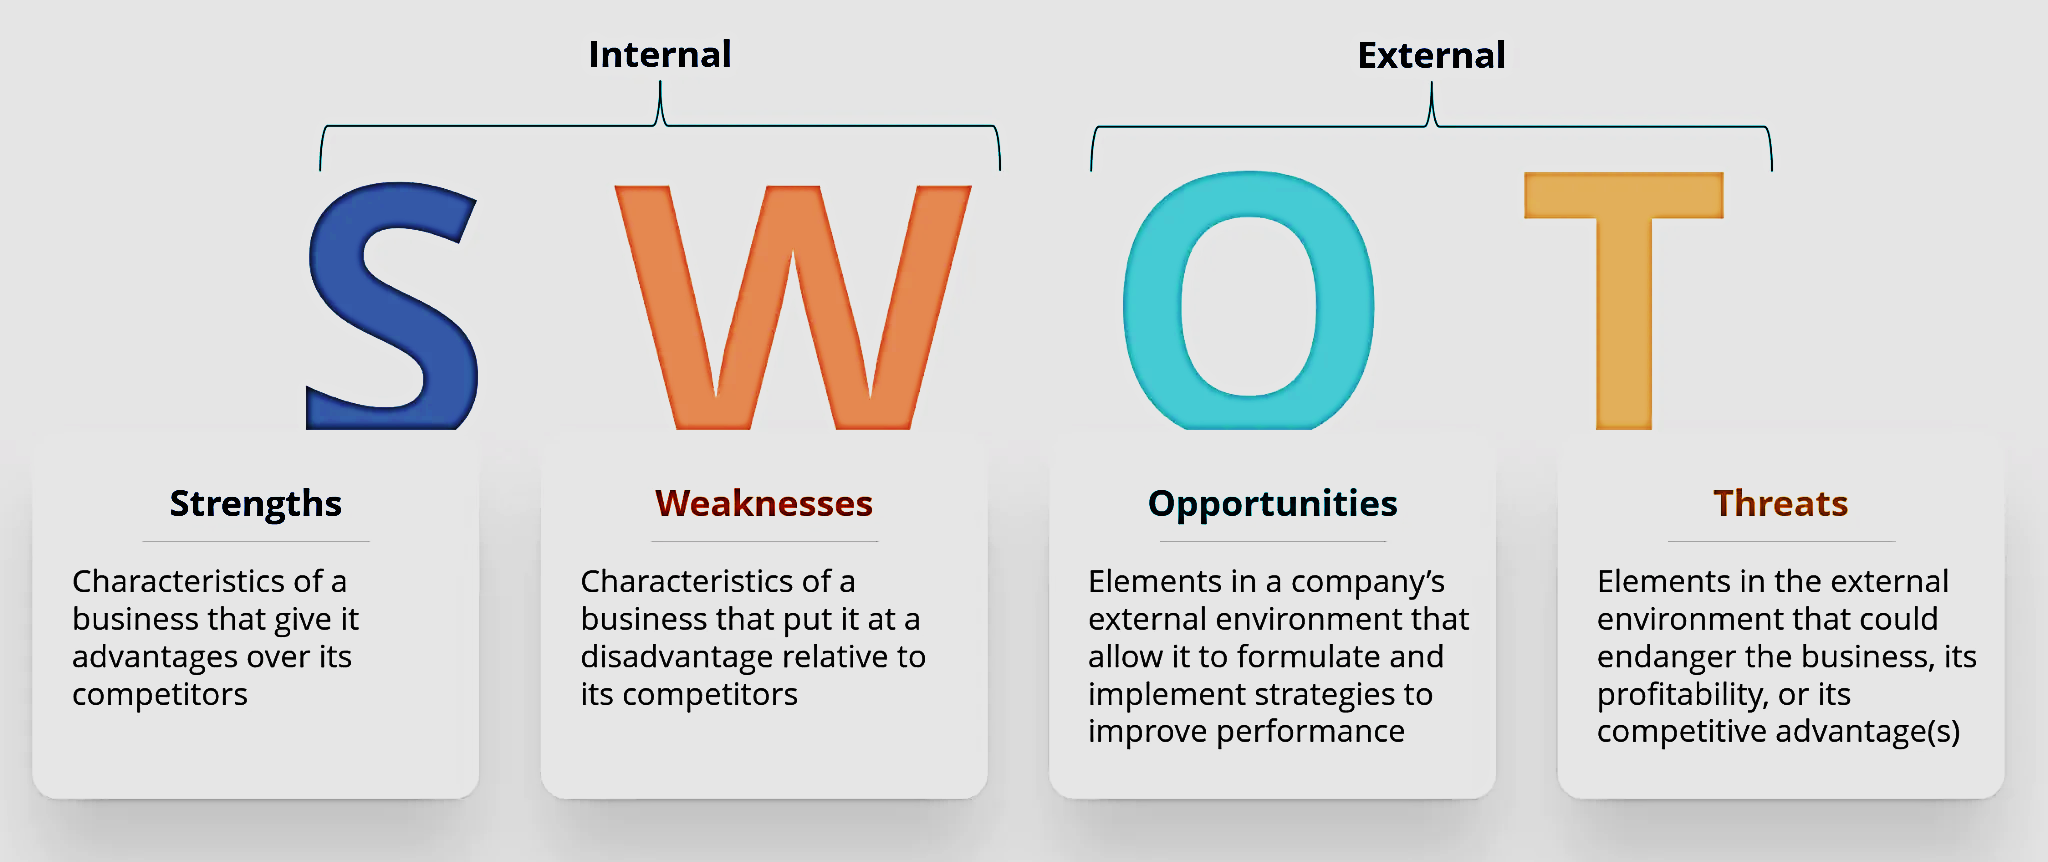 Internal
External
S W O T
Strengths
Characteristics of a
business that give it
advantages over its
competitors
Weaknesses
Characteristics of a
business that put it at a
disadvantage relative to
its competitors
Opportunities
Elements in a company’s
external environment that
allow it to formulate and
implement strategies to
improve performance
Threats
Elements in the external
environment that could
endanger the business, its
profitability, or its
competitive advantage(s)